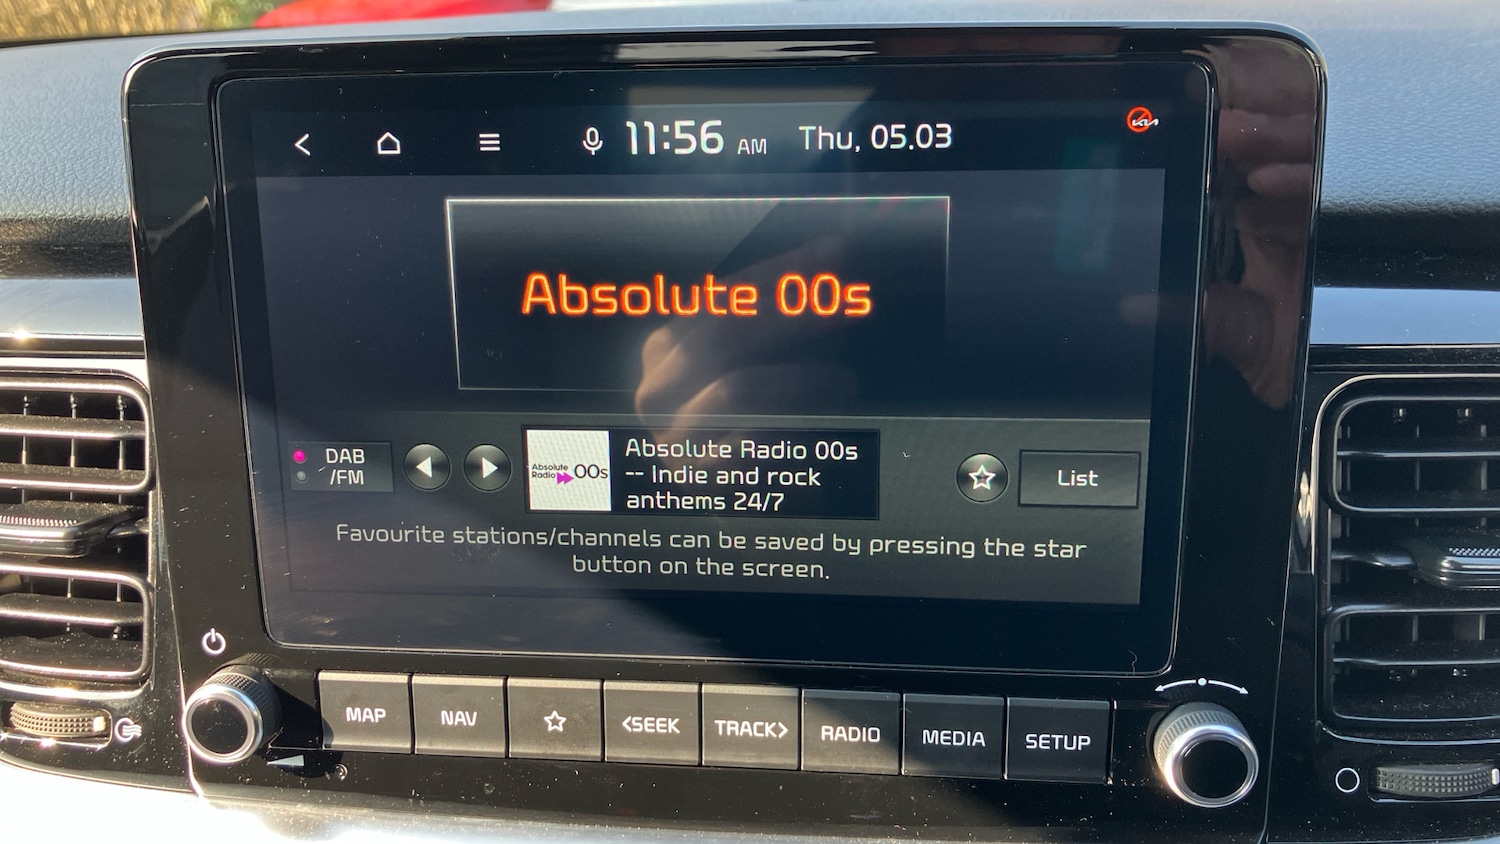 11:56 AM Thu, 05.03
KIA
Absolute 00s
DAB
/FM
Absolute
Radio 00s
Absolute Radio 00s
-- Indie and rock
anthems 24/7
List
Favourite stations/channels can be saved by pressing the star
button on the screen.
MAP NAV <SEEK TRACK> RADIO MEDIA SETUP